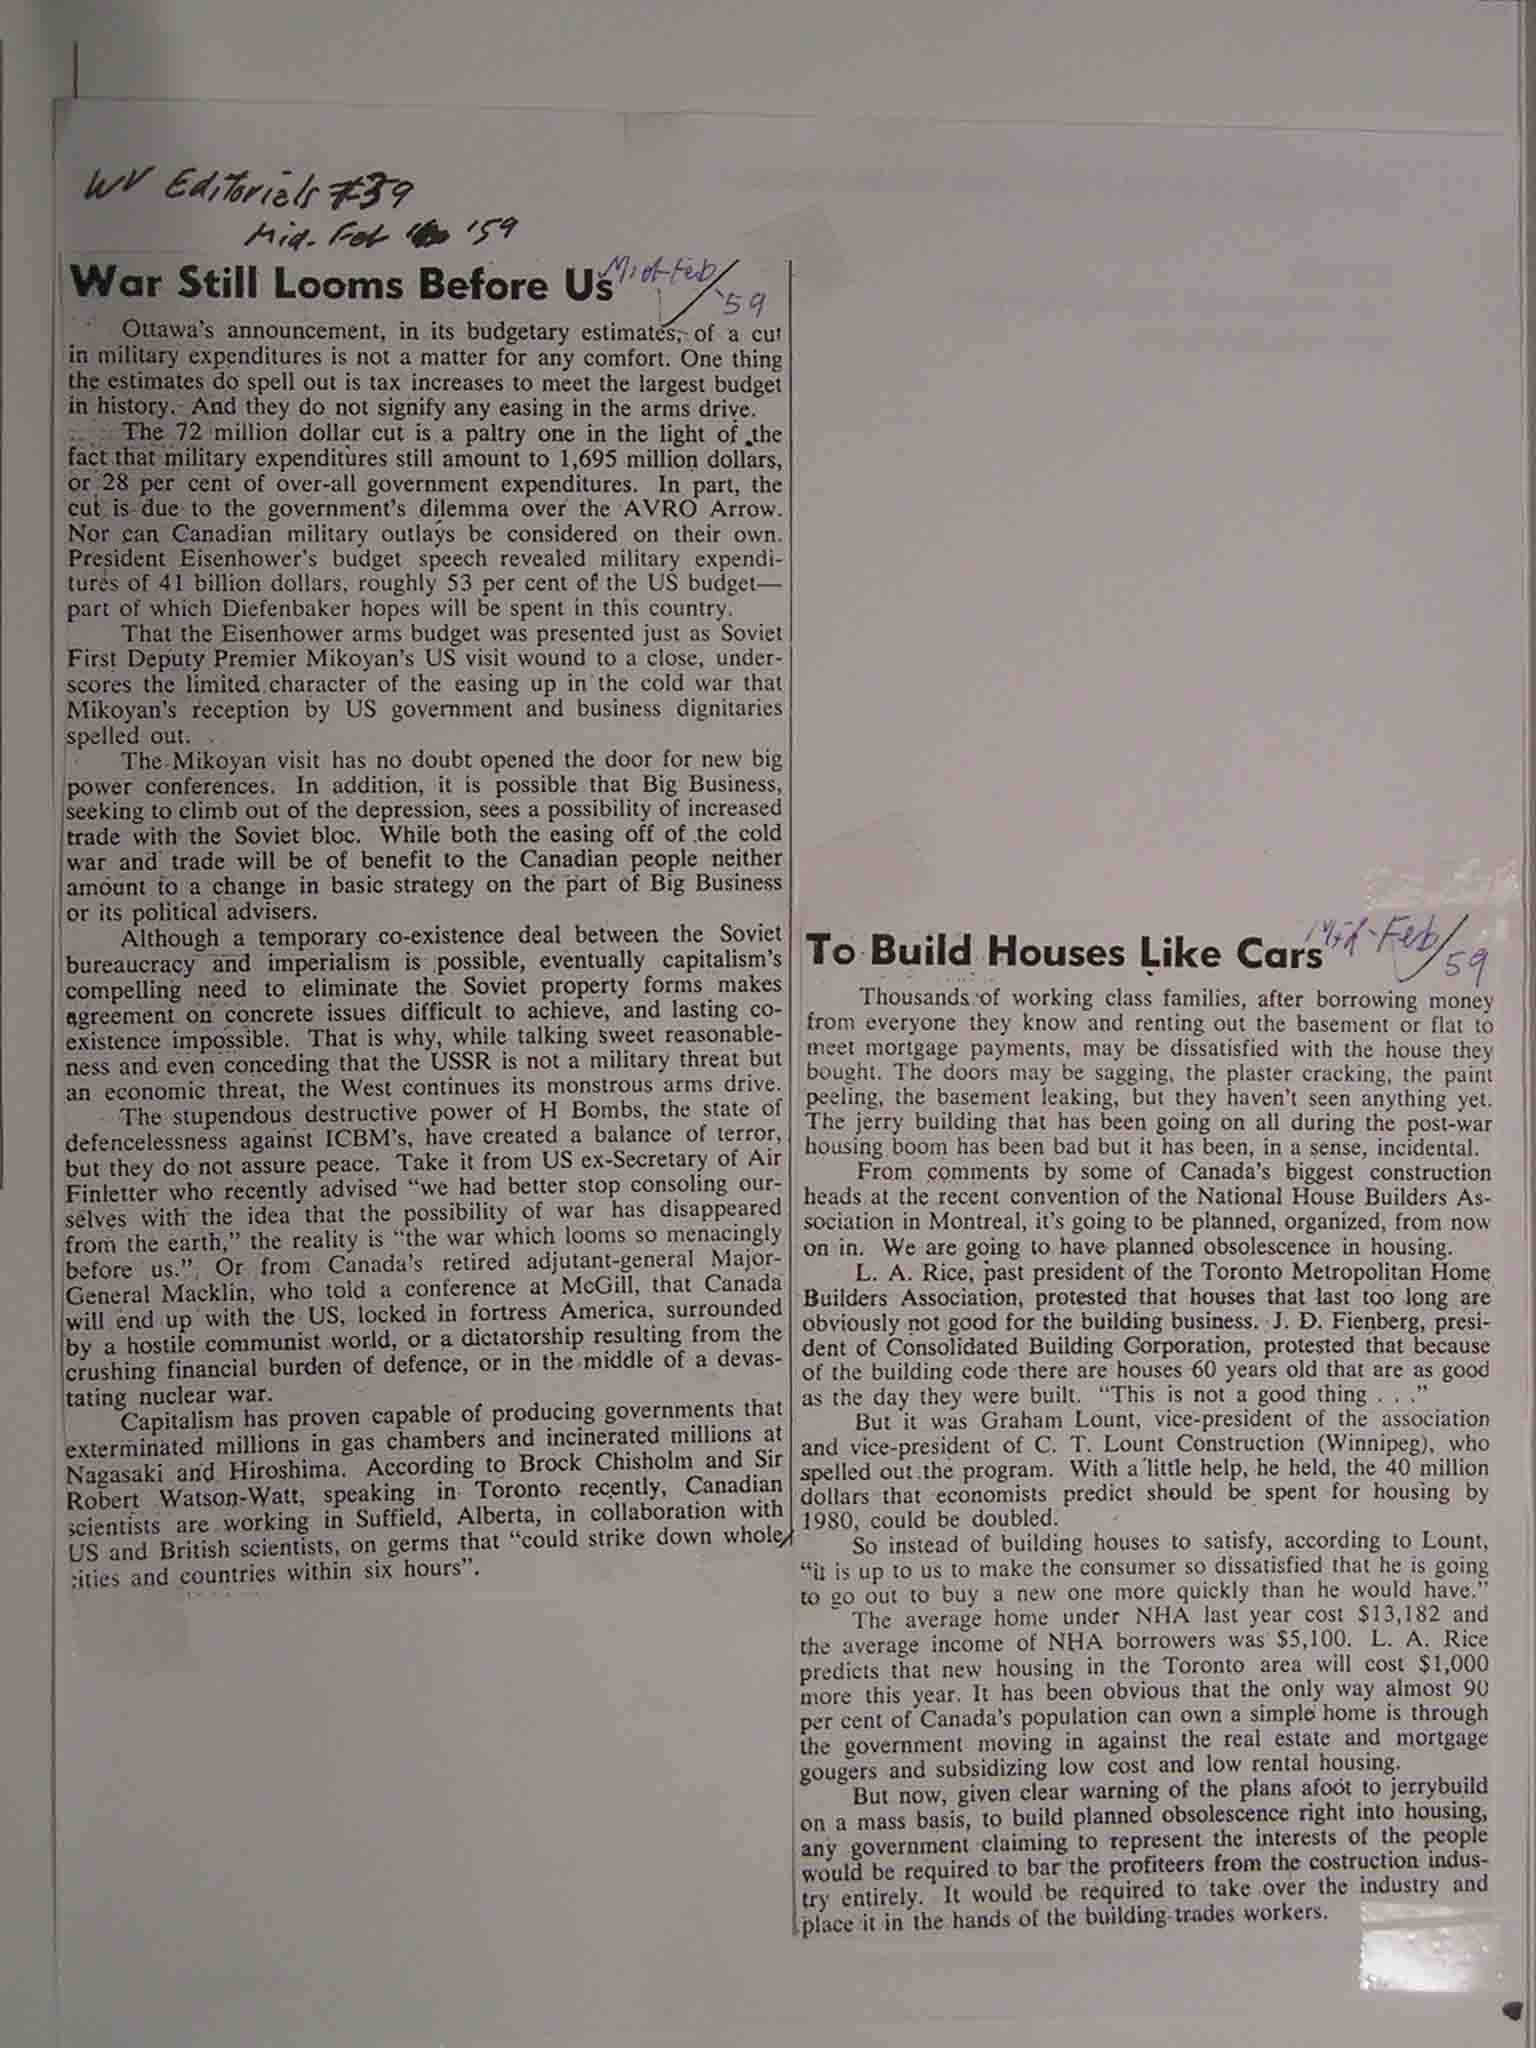 WV Editorials #39
Mid. Feb '59
War Still Looms Before Us
Mid-Feb/'59
Ottawa's announcement, in its budgetary estimates, of a cut
in military expenditures is not a matter for any comfort. One thing
the estimates do spell out is tax increases to meet the largest budget
in history. And they do not signify any easing in the arms drive.
The 72 million dollar cut is a paltry one in the light of the
fact that military expenditures still amount to 1,695 million dollars,
or 28 per cent of over-all government expenditures. In part, the
cut is due to the government's dilemma over the AVRO Arrow.
Nor can Canadian military outlays be considered on their own.
President Eisenhower's budget speech revealed military expendi-
tures of 41 billion dollars, roughly 53 per cent of the US budget—
part of which Diefenbaker hopes will be spent in this country.
That the Eisenhower arms budget was presented just as Soviet
First Deputy Premier Mikoyan's US visit wound to a close, under-
scores the limited character of the easing up in the cold war that
Mikoyan's reception by US government and business dignitaries
spelled out.
The Mikoyan visit has no doubt opened the door for new big
power conferences. In addition, it is possible that Big Business,
seeking to climb out of the depression, sees a possibility of increased
trade with the Soviet bloc. While both the easing off of the cold
war and trade will be of benefit to the Canadian people neither
amount to a change in basic strategy on the part of Big Business
or its political advisers.
Although a temporary co-existence deal between the Soviet
bureaucracy and imperialism is possible, eventually capitalism's
compelling need to eliminate the Soviet property forms makes
agreement on concrete issues difficult to achieve, and lasting co-
existence impossible. That is why, while talking sweet reasonable-
ness and even conceding that the USSR is not a military threat but
an economic threat, the West continues its monstrous arms drive.
The stupendous destructive power of H Bombs, the state of
defencelessness against ICBM's, have created a balance of terror,
but they do not assure peace. Take it from US ex-Secretary of Air
Finletter who recently advised "we had better stop consoling our-
selves with the idea that the possibility of war has disappeared
from the earth," the reality is "the war which looms so menacingly
before us." Or from Canada's retired adjutant-general Major-
General Macklin, who told a conference at McGill, that Canada
will end up with the US, locked in fortress America, surrounded
by a hostile communist world, or a dictatorship resulting from the
crushing financial burden of defence, or in the middle of a devas-
tating nuclear war.
Capitalism has proven capable of producing governments that
exterminated millions in gas chambers and incinerated millions at
Nagasaki and Hiroshima. According to Brock Chisholm and Sir
Robert Watson-Watt, speaking in Toronto recently, Canadian
scientists are working in Suffield, Alberta, in collaboration with
US and British scientists, on germs that "could strike down whole
cities and countries within six hours".
To Build Houses Like Cars
Mid-Feb/59
Thousands of working class families, after borrowing money
from everyone they know and renting out the basement or flat to
meet mortgage payments, may be dissatisfied with the house they
bought. The doors may be sagging, the plaster cracking, the paint
peeling, the basement leaking, but they haven't seen anything yet.
The jerry building that has been going on all during the post-war
housing boom has been bad but it has been, in a sense, incidental.
From comments by some of Canada's biggest construction
heads at the recent convention of the National House Builders As-
sociation in Montreal, it's going to be planned, organized, from now
on in. We are going to have planned obsolescence in housing.
L. A. Rice, past president of the Toronto Metropolitan Home
Builders Association, protested that houses that last too long are
obviously not good for the building business. J. D. Fienberg, presi-
dent of Consolidated Building Corporation, protested that because
of the building code there are houses 60 years old that are as good
as the day they were built. "This is not a good thing . . ."
But it was Graham Lount, vice-president of the association
and vice-president of C. T. Lount Construction (Winnipeg), who
spelled out the program. With a little help, he held, the 40 million
dollars that economists predict should be spent for housing by
1980, could be doubled.
So instead of building houses to satisfy, according to Lount,
"it is up to us to make the consumer so dissatisfied that he is going
to go out to buy a new one more quickly than he would have."
The average home under NHA last year cost $13,182 and
the average income of NHA borrowers was $5,100. L. A. Rice
predicts that new housing in the Toronto area will cost $1,000
more this year. It has been obvious that the only way almost 90
per cent of Canada's population can own a simple home is through
the government moving in against the real estate and mortgage
gougers and subsidizing low cost and low rental housing.
But now, given clear warning of the plans afoot to jerrybuild
on a mass basis, to build planned obsolescence right into housing,
any government claiming to represent the interests of the people
would be required to bar the profiteers from the costruction indus-
try entirely. It would be required to take over the industry and
place it in the hands of the building trades workers.